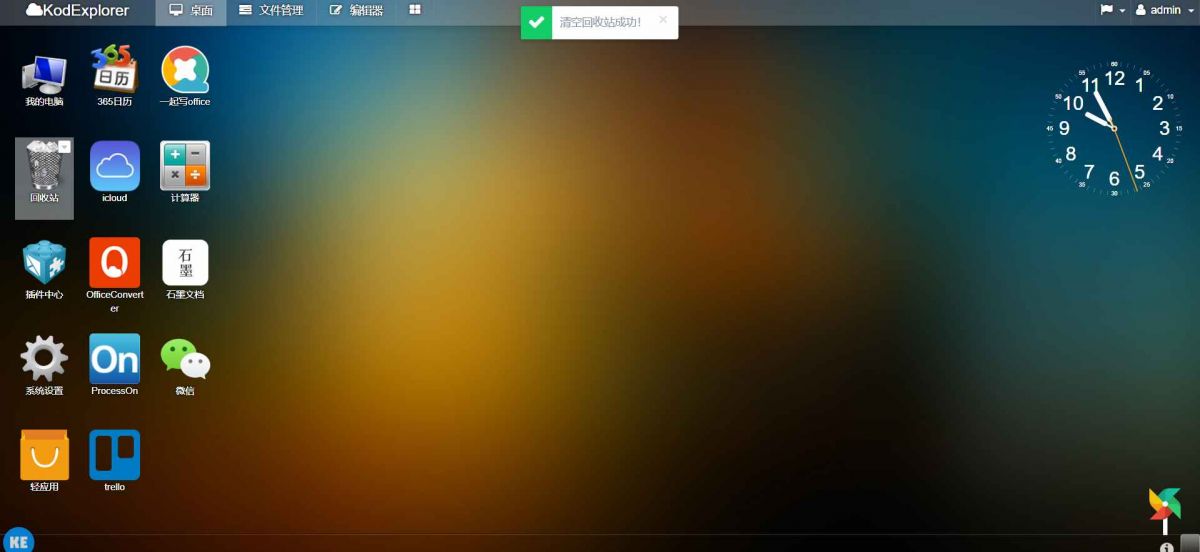 KodExplorer
桌面
文件管理
编辑器
清空回收站成功!
×
admin
我的电脑
365
日历
365日历
一起写office
回收站
icloud
计算器
插件中心
OfficeConvert
er
石
墨
石墨文档
系统设置
On
ProcessOn
微信
轻应用
trello
60
05
10
15
20
25
30
35
40
45
50
55
12
1
2
3
4
5
6
7
8
9
10
11
KE